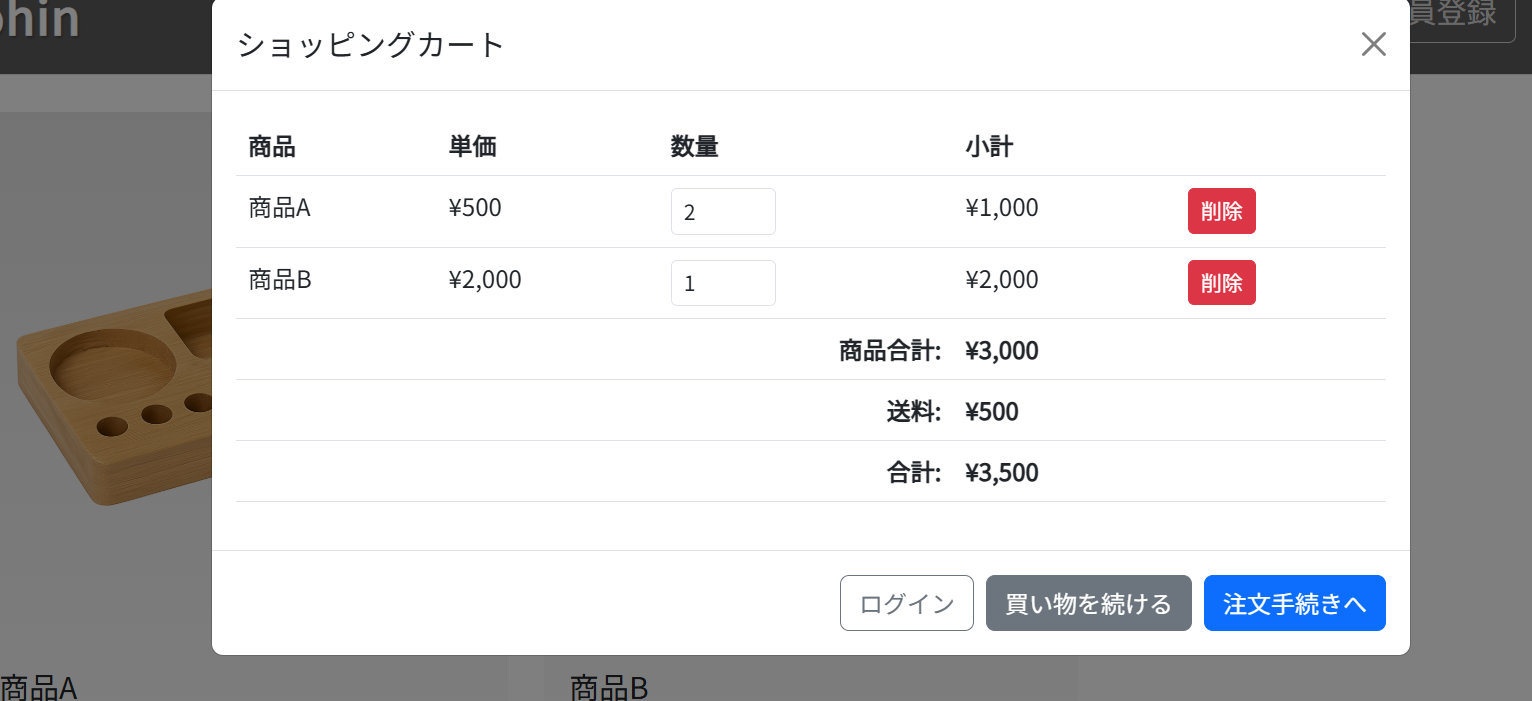 ショッピングカート
員登録
商品 単価 数量 小計
商品A ¥500 2 ¥1,000 削除
商品B ¥2,000 1 ¥2,000 削除
商品合計: ¥3,000
送料: ¥500
合計: ¥3,500
ログイン 買い物を続ける 注文手続きへ
商品A 商品B